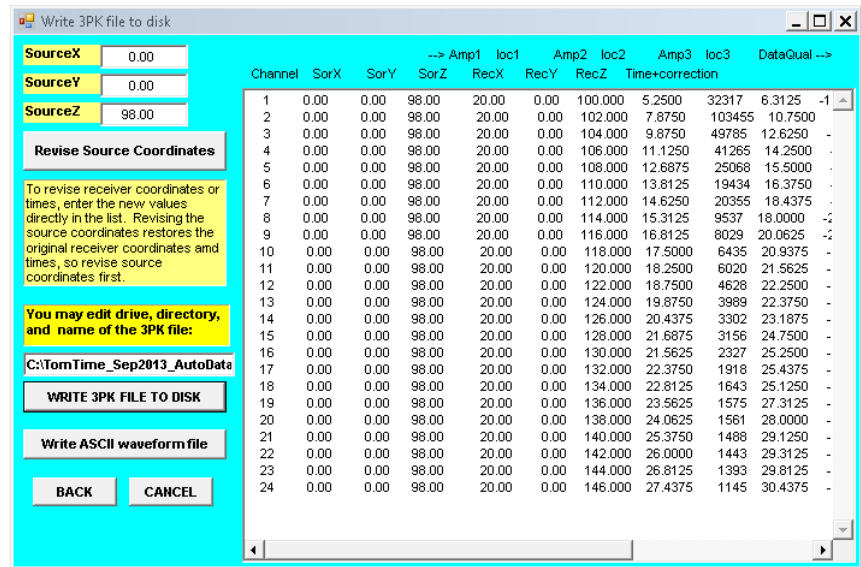 Write 3PK file to disk
SourceX 0.00
SourceY 0.00
SourceZ 98.00
Revise Source Coordinates
To revise receiver coordinates or
times, enter the new values
directly in the list. Revising the
source coordinates restores the
original receiver coordinates amd
times, so revise source
coordinates first.
You may edit drive, directory,
and name of the 3PK file:
C:\TomTime_Sep2013_AutoData
WRITE 3PK FILE TO DISK
Write ASCII waveform file
BACK CANCEL
--> Amp1 loc1 Amp2 loc2 Amp3 loc3 DataQual -->
Channel SorX SorY SorZ RecX RecY RecZ Time+correction
1 0.00 0.00 98.00 20.00 0.00 100.000 5.2500 32317 6.3125 -1
2 0.00 0.00 98.00 20.00 0.00 102.000 7.8750 103455 10.7500
3 0.00 0.00 98.00 20.00 0.00 104.000 9.8750 49785 12.6250 -
4 0.00 0.00 98.00 20.00 0.00 106.000 11.1250 41265 14.2500 -
5 0.00 0.00 98.00 20.00 0.00 108.000 12.6875 25068 15.5000 -
6 0.00 0.00 98.00 20.00 0.00 110.000 13.8125 19434 16.3750 -
7 0.00 0.00 98.00 20.00 0.00 112.000 14.6250 20355 18.4375 -
8 0.00 0.00 98.00 20.00 0.00 114.000 15.3125 9537 18.0000 -2
9 0.00 0.00 98.00 20.00 0.00 116.000 16.8125 8029 20.0625 -2
10 0.00 0.00 98.00 20.00 0.00 118.000 17.5000 6435 20.9375 -
11 0.00 0.00 98.00 20.00 0.00 120.000 18.2500 6020 21.5625 -
12 0.00 0.00 98.00 20.00 0.00 122.000 18.7500 4628 22.2500 -
13 0.00 0.00 98.00 20.00 0.00 124.000 19.8750 3989 22.3750 -
14 0.00 0.00 98.00 20.00 0.00 126.000 20.4375 3302 23.1875 -
15 0.00 0.00 98.00 20.00 0.00 128.000 21.6875 3156 24.7500 -
16 0.00 0.00 98.00 20.00 0.00 130.000 21.5625 2327 25.2500 -
17 0.00 0.00 98.00 20.00 0.00 132.000 22.3750 1918 25.4375 -
18 0.00 0.00 98.00 20.00 0.00 134.000 22.8125 1643 25.1250 -
19 0.00 0.00 98.00 20.00 0.00 136.000 23.5625 1575 27.3125 -
20 0.00 0.00 98.00 20.00 0.00 138.000 24.0625 1561 28.0000 -
21 0.00 0.00 98.00 20.00 0.00 140.000 25.3750 1488 29.1250 -
22 0.00 0.00 98.00 20.00 0.00 142.000 26.0000 1443 29.3125 -
23 0.00 0.00 98.00 20.00 0.00 144.000 26.8125 1393 29.8125 -
24 0.00 0.00 98.00 20.00 0.00 146.000 27.4375 1145 30.4375 -